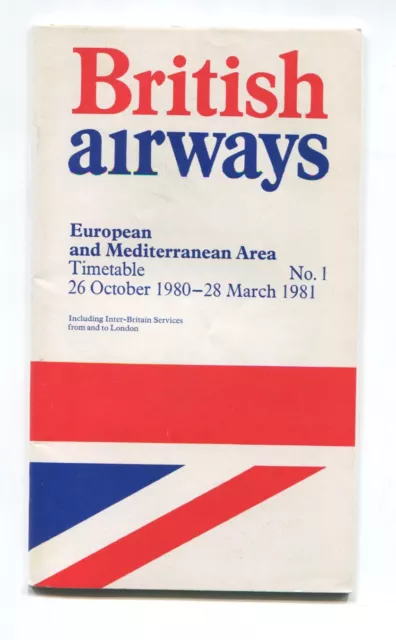 British
airways
European
and Mediterranean Area
Timetable No. 1
26 October 1980–28 March 1981
Including Inter-Britain Services
from and to London